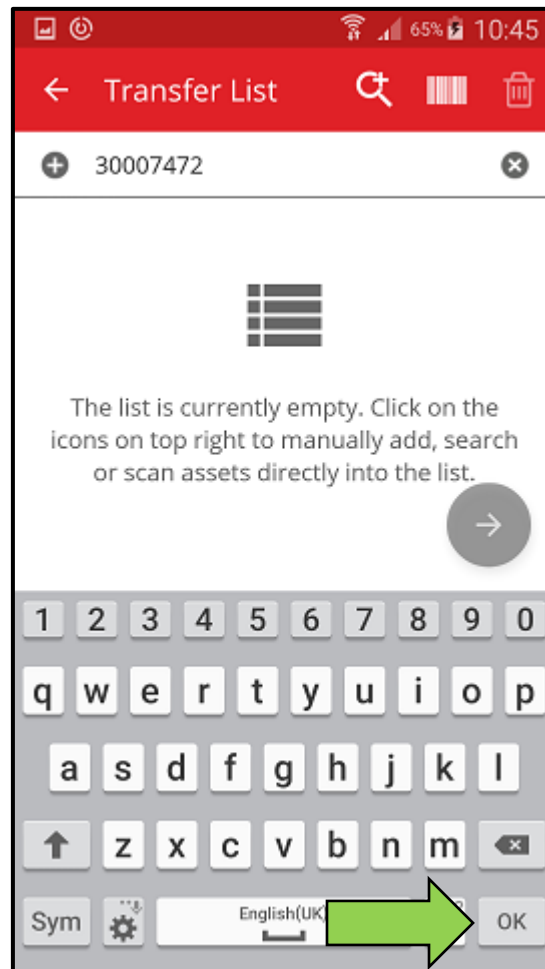 65% 10:45
Transfer List
30007472
The list is currently empty. Click on the
icons on top right to manually add, search
or scan assets directly into the list.
1 2 3 4 5 6 7 8 9 0
q w e r t y u i o p
a s d f g h j k l
z x c v b n m
Sym English(UK) OK